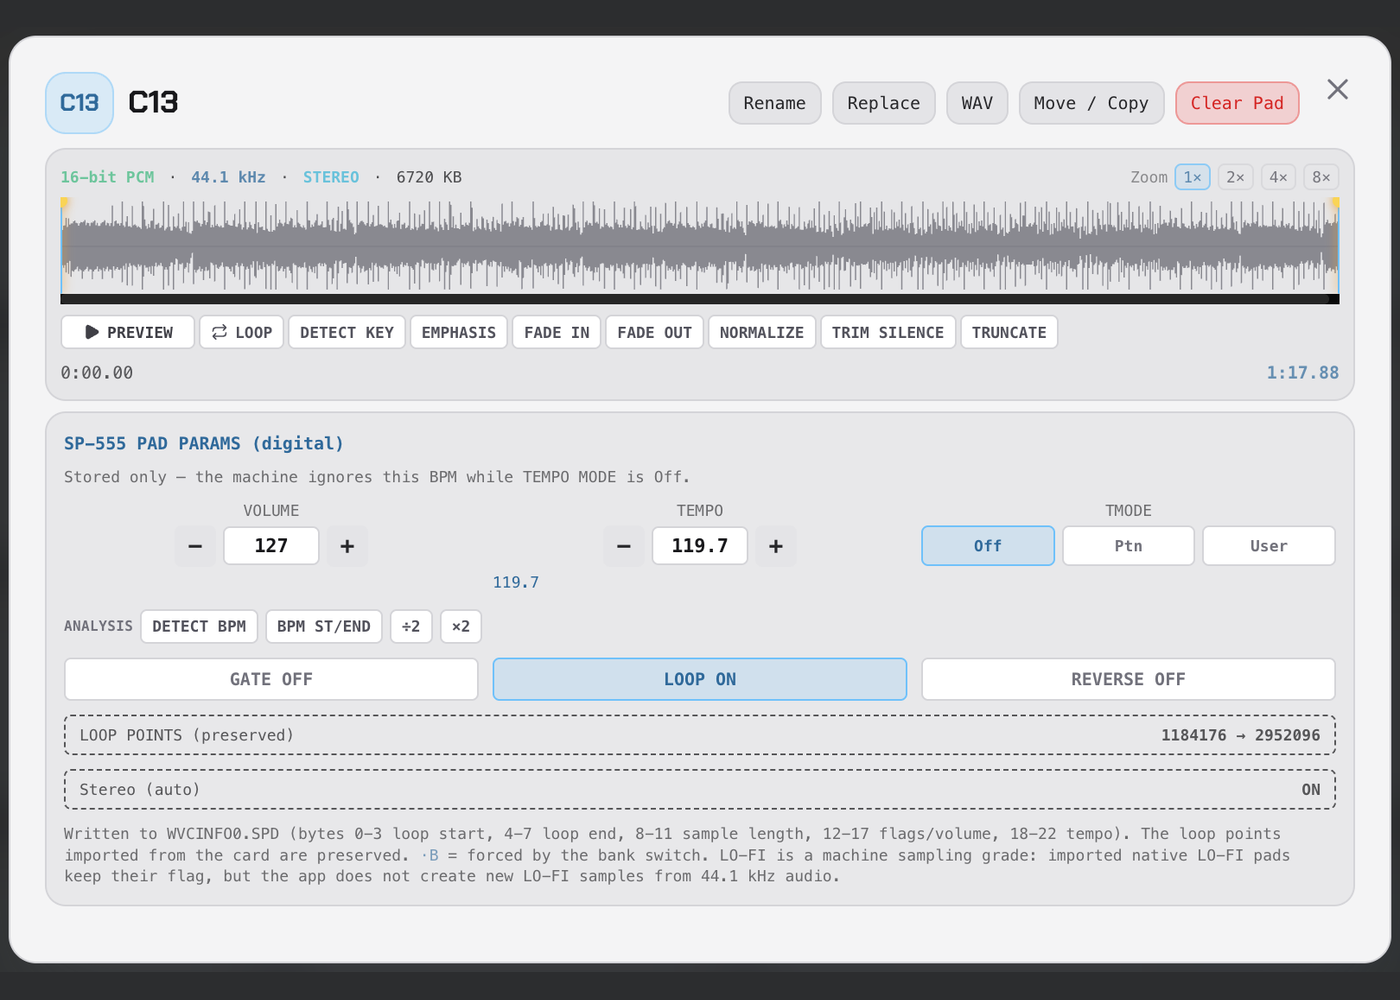 C13 C13 Rename Replace WAV Move / Copy Clear Pad
16-bit PCM · 44.1 kHz · STEREO · 6720 KB Zoom 1× 2× 4× 8×
PREVIEW LOOP DETECT KEY EMPHASIS FADE IN FADE OUT NORMALIZE TRIM SILENCE TRUNCATE
0:00.00 1:17.88
SP-555 PAD PARAMS (digital)
Stored only — the machine ignores this BPM while TEMPO MODE is Off.
VOLUME TEMPO TMODE
− 127 + − 119.7 + Off Ptn User
119.7
ANALYSIS DETECT BPM BPM ST/END ÷2 ×2
GATE OFF LOOP ON REVERSE OFF
LOOP POINTS (preserved) 1184176 → 2952096
Stereo (auto) ON
Written to WVCINFO0.SPD (bytes 0-3 loop start, 4-7 loop end, 8-11 sample length, 12-17 flags/volume, 18-22 tempo). The loop points
imported from the card are preserved. ·B = forced by the bank switch. LO-FI is a machine sampling grade: imported native LO-FI pads
keep their flag, but the app does not create new LO-FI samples from 44.1 kHz audio.